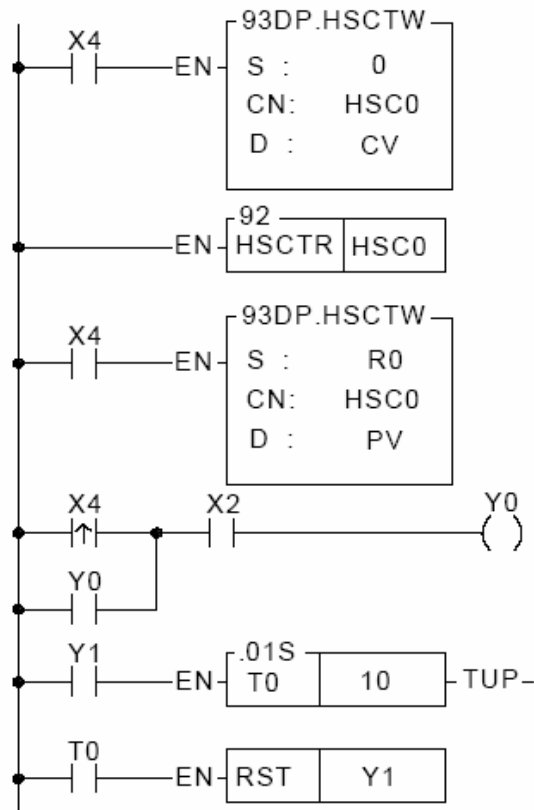 93DP.HSCTW
X4
EN
S : 0
CN: HSC0
D : CV
92
EN HSCTR HSC0
93DP.HSCTW
X4
EN
S : R0
CN: HSC0
D : PV
X4 X2 Y0
Y0
Y1 .01S
EN T0 10 TUP
T0
EN RST Y1